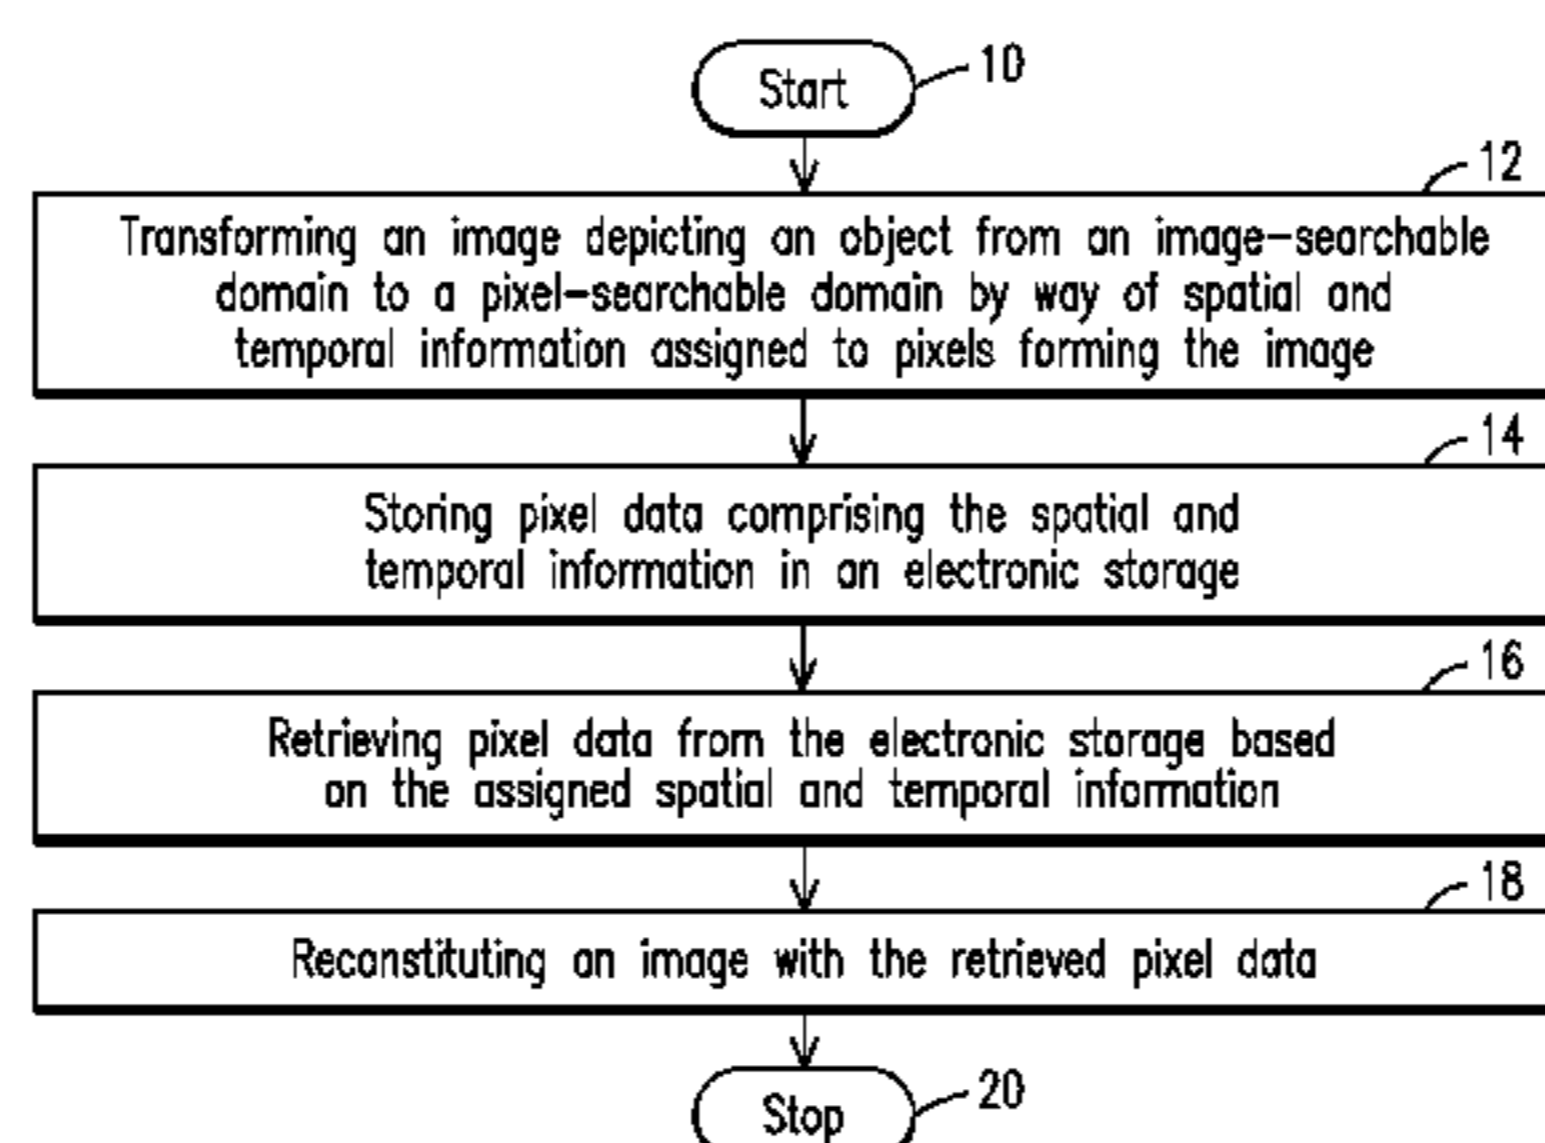 Start
10
12
Transforming an image depicting an object from an image-searchable
domain to a pixel-searchable domain by way of spatial and
temporal information assigned to pixels forming the image
14
Storing pixel data comprising the spatial and
temporal information in an electronic storage
16
Retrieving pixel data from the electronic storage based
on the assigned spatial and temporal information
18
Reconstituting an image with the retrieved pixel data
Stop
20